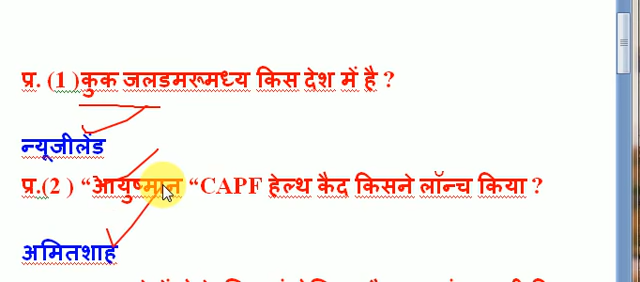 प्र. (1 )कुक जलडमरूमध्य किस देश में है ?
न्यूजीलेंड
प्र.(2 ) “आयुष्मान “CAPF हेल्थ कैद किसने लॉन्च किया ?
अमितशाह